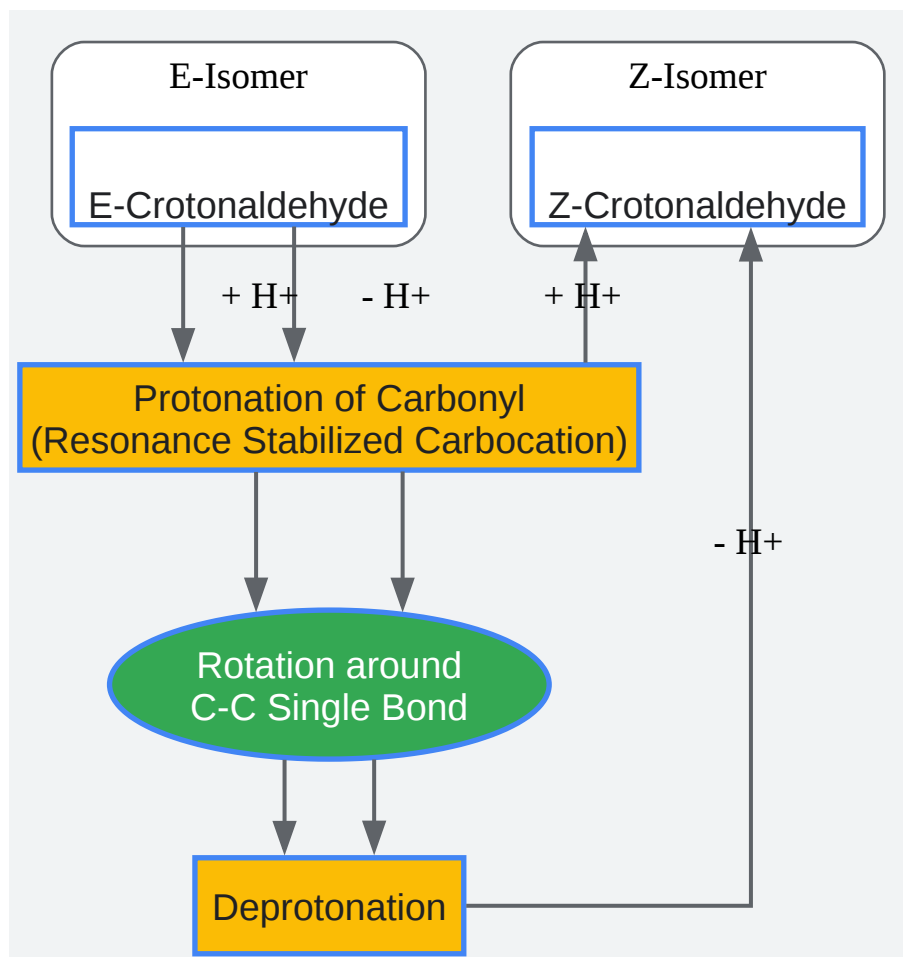 E-Isomer
Z-Isomer
E-Crotonaldehyde
Z-Crotonaldehyde
+ H+
- H+
+ H+
Protonation of Carbonyl
(Resonance Stabilized Carbocation)
- H+
Rotation around
C-C Single Bond
Deprotonation